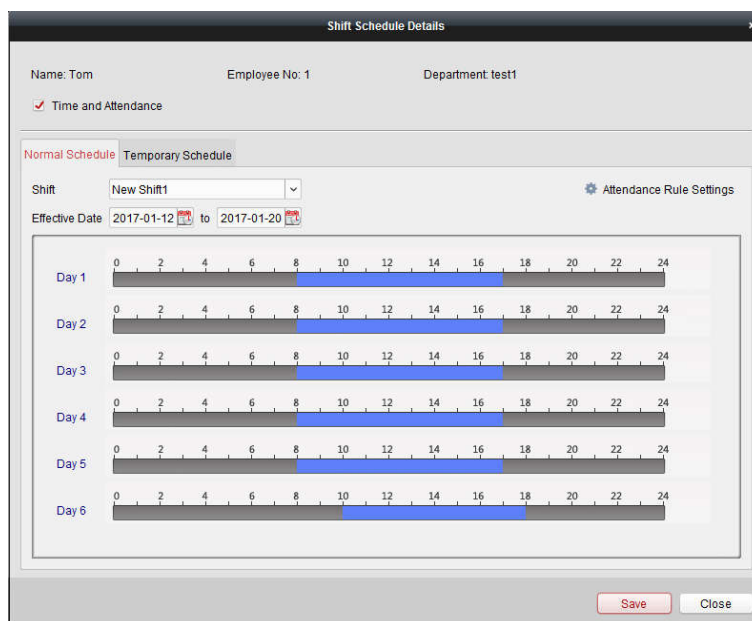 Shift Schedule Details
Name: Tom Employee No: 1 Department: test1
Time and Attendance
Normal Schedule Temporary Schedule
Shift New Shift1 Attendance Rule Settings
Effective Date 2017-01-12 to 2017-01-20
0 2 4 6 8 10 12 14 16 18 20 22 24
Day 1
0 2 4 6 8 10 12 14 16 18 20 22 24
Day 2
0 2 4 6 8 10 12 14 16 18 20 22 24
Day 3
0 2 4 6 8 10 12 14 16 18 20 22 24
Day 4
0 2 4 6 8 10 12 14 16 18 20 22 24
Day 5
0 2 4 6 8 10 12 14 16 18 20 22 24
Day 6
Save Close